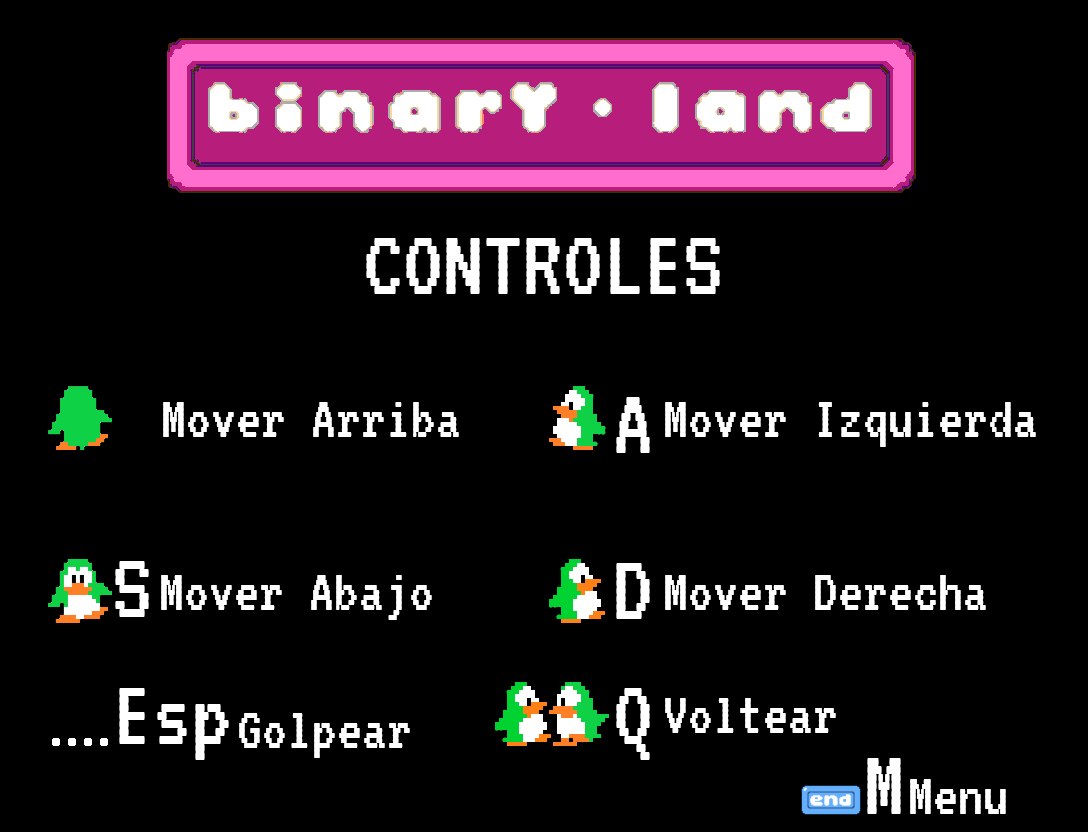 binary · land
CONTROLES
Mover Arriba
A Mover Izquierda
S Mover Abajo
D Mover Derecha
....Esp Golpear
Q Voltear
end M Menu